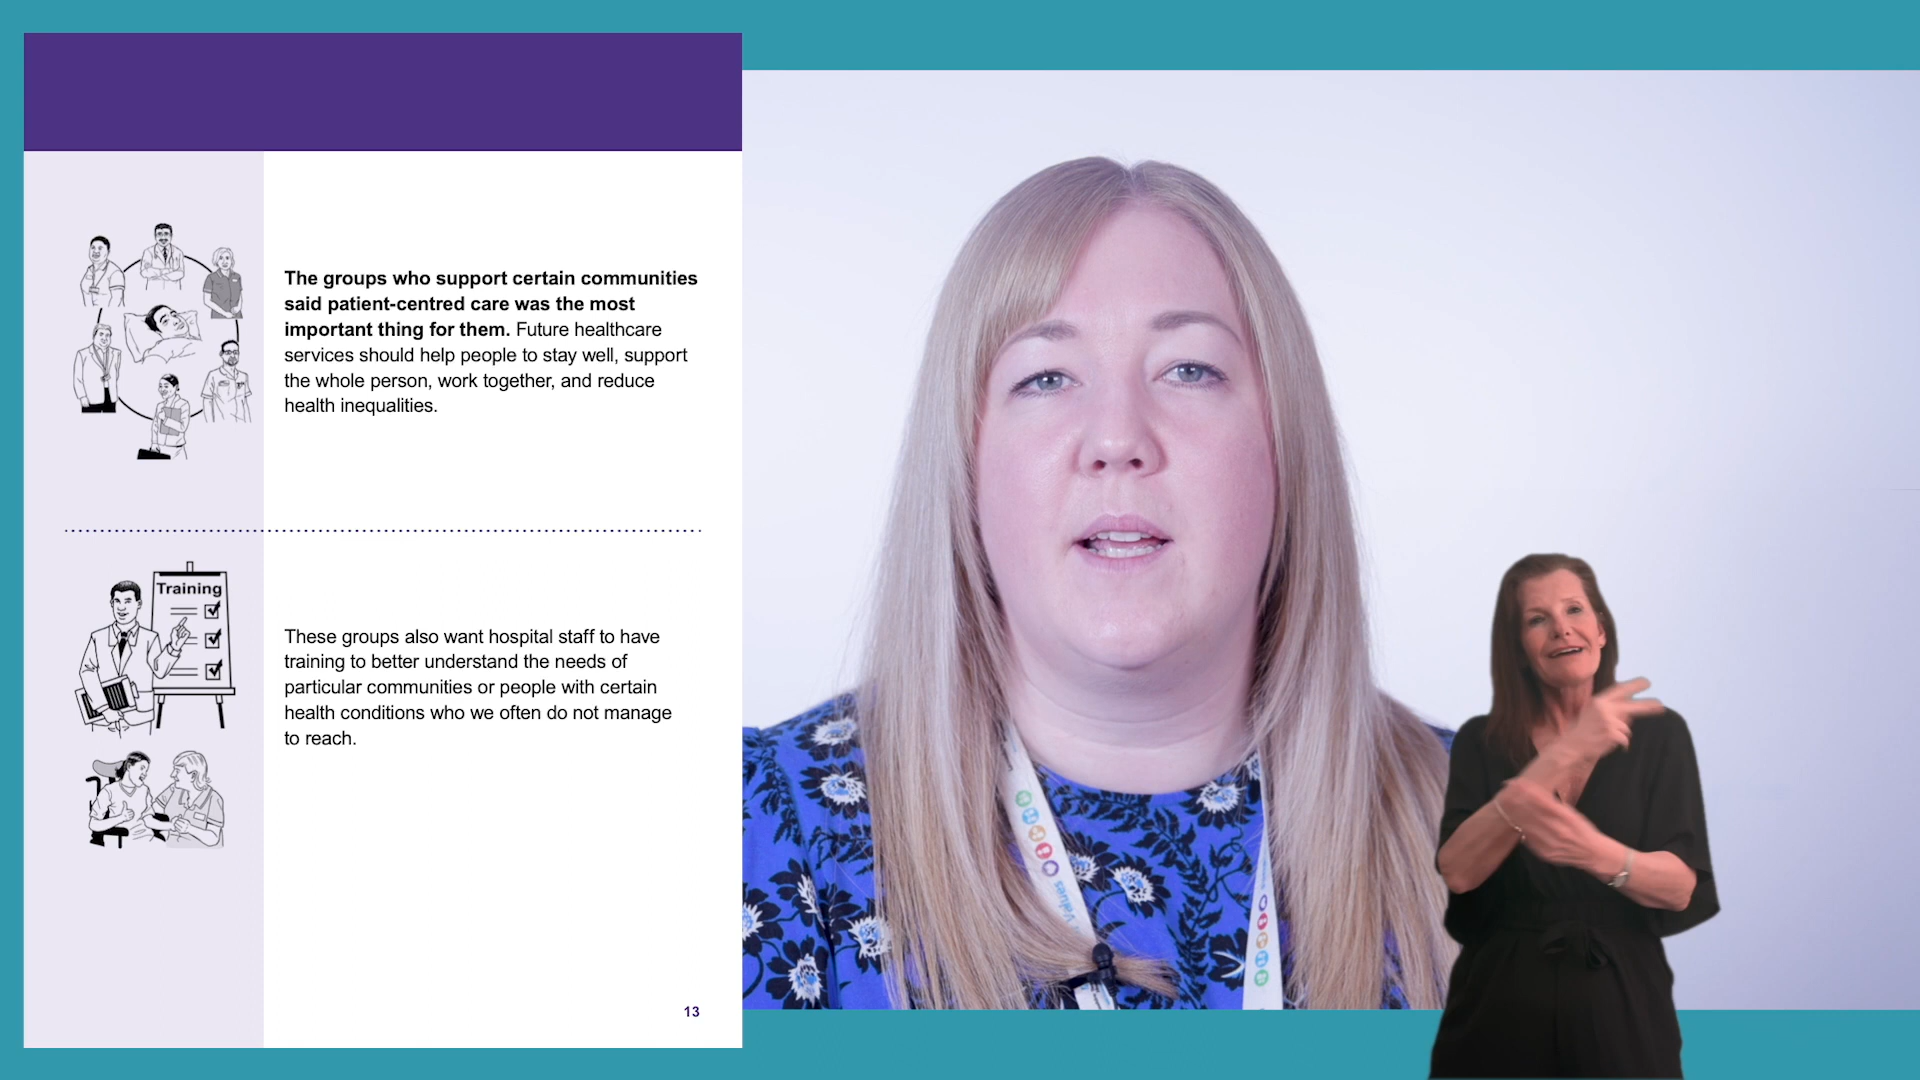 The groups who support certain communities
said patient-centred care was the most
important thing for them. Future healthcare
services should help people to stay well, support
the whole person, work together, and reduce
health inequalities.
Training
These groups also want hospital staff to have
training to better understand the needs of
particular communities or people with certain
health conditions who we often do not manage
to reach.
13
Values